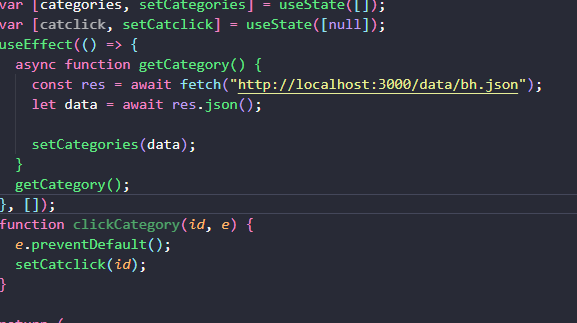 var [categories, setCategories] = useState([]);
var [catclick, setCatclick] = useState([null]);
useEffect(() => {
  async function getCategory() {
    const res = await fetch("http://localhost:3000/data/bh.json");
    let data = await res.json();

    setCategories(data);
  }
  getCategory();
}, []);
function clickCategory(id, e) {
  e.preventDefault();
  setCatclick(id);
}
return (